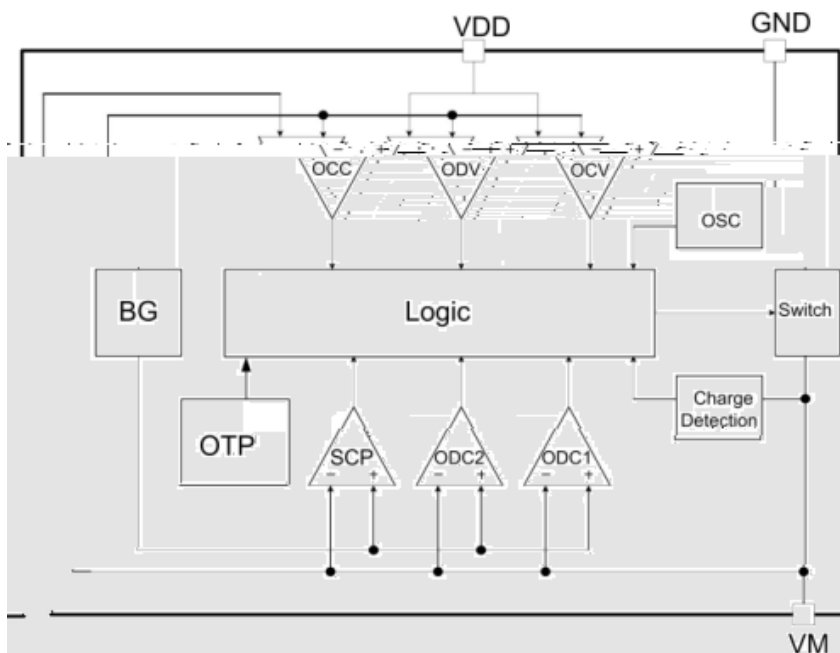 VDD
GND
- + - + - +
OCC
ODV
OCV
OSC
BG
Logic
Switch
Charge
Detection
OTP
SCP
ODC2
ODC1
- + - + - +
VM